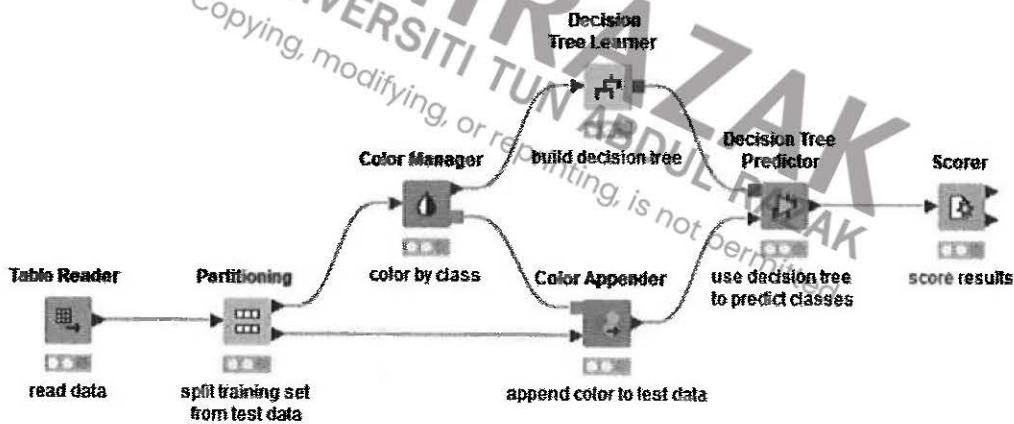 RAZAK
UNIVERSITI TUN ABDUL RAZAK
Copying, modifying, or reprinting, is not permitted
Decision
Tree Learner
build decision tree
Color Manager
color by class
Decision Tree
Predictor
use decision tree
to predict classes
Scorer
score results
Table Reader
read data
Partitioning
split training set
from test data
Color Appender
append color to test data